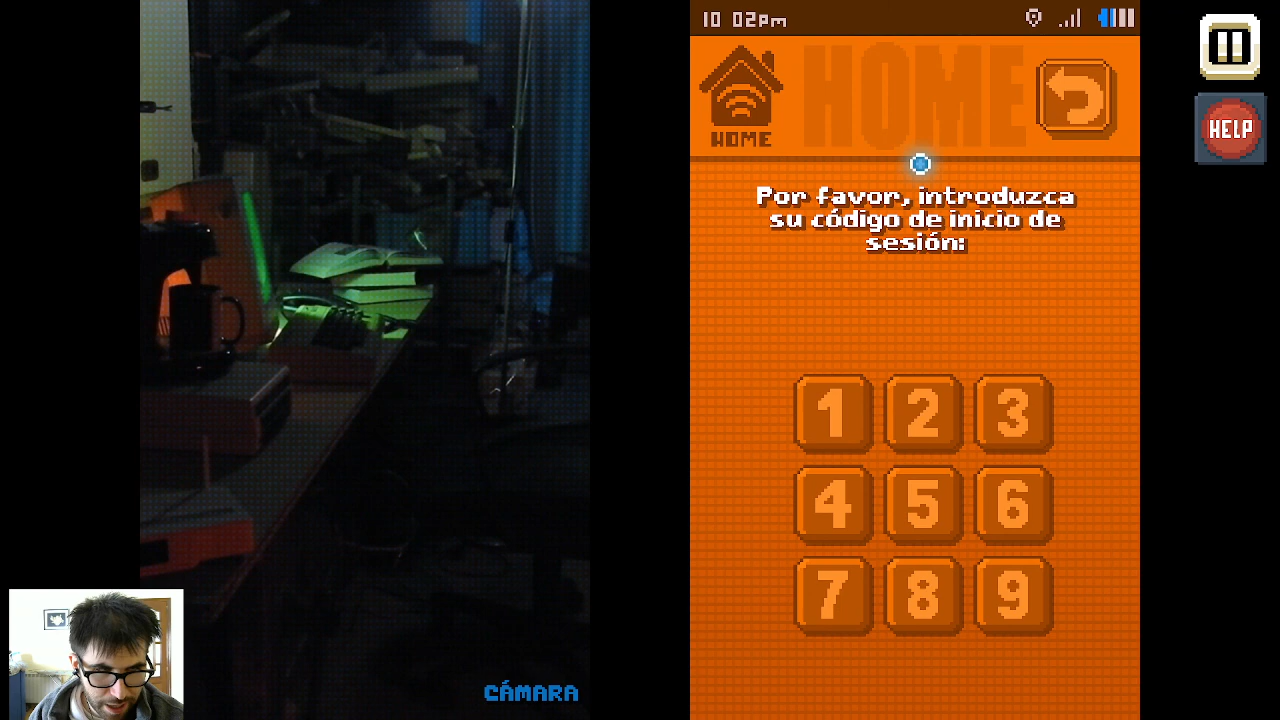 10 02pm
HOME
HOME
Por favor, introduzca
su código de inicio de
sesión:
HELP
1 2 3
4 5 6
7 8 9
CÁMARA